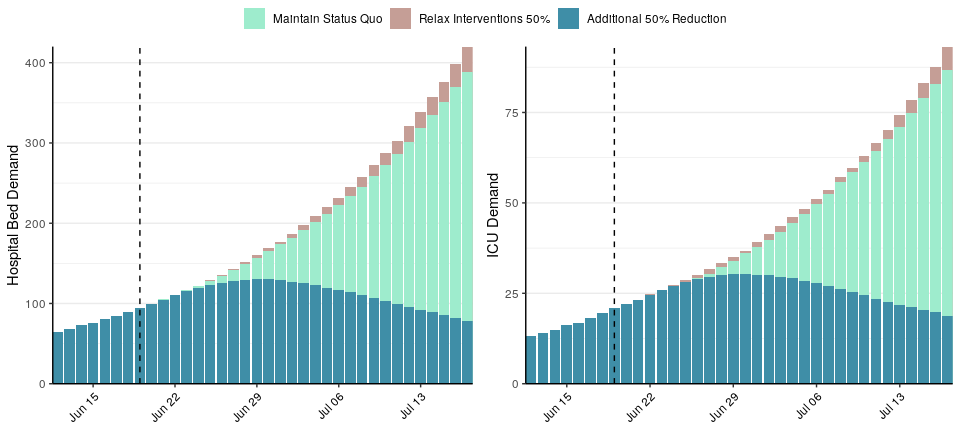 Maintain Status Quo Relax Interventions 50% Additional 50% Reduction
Hospital Bed Demand
400
300
200
100
0
Jun 15 Jun 22 Jun 29 Jul 06 Jul 13
ICU Demand
75
50
25
0
Jun 15 Jun 22 Jun 29 Jul 06 Jul 13